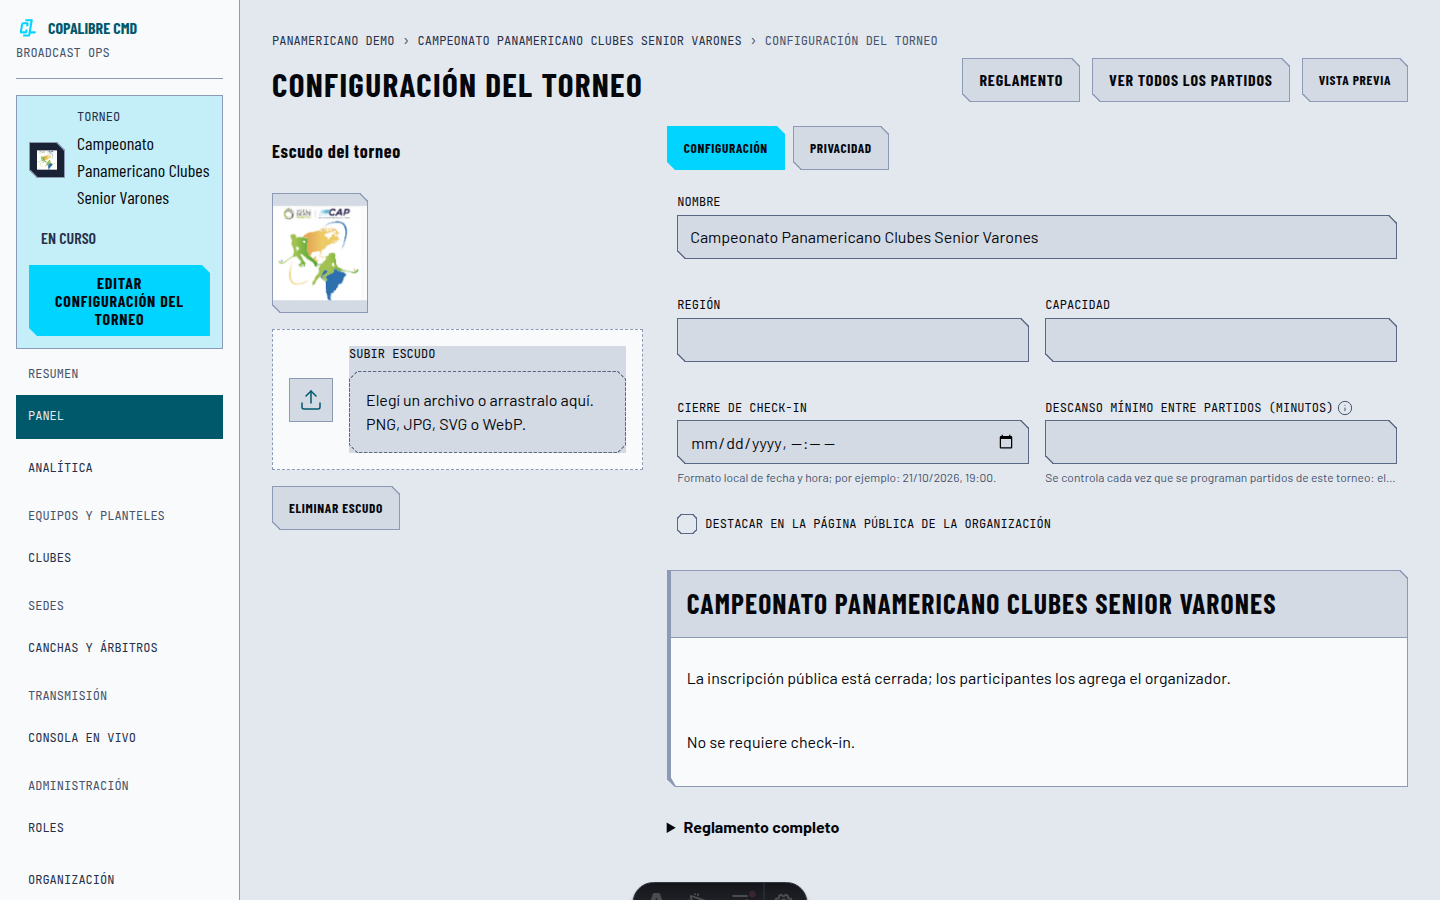 COPALIBRE CMD
BROADCAST OPS
TORNEO
Campeonato
Panamericano Clubes
Senior Varones
EN CURSO
EDITAR
CONFIGURACIÓN DEL
TORNEO
RESUMEN
PANEL
ANALÍTICA
EQUIPOS Y PLANTELES
CLUBES
SEDES
CANCHAS Y ÁRBITROS
TRANSMISIÓN
CONSOLA EN VIVO
ADMINISTRACIÓN
ROLES
ORGANIZACIÓN
PANAMERICANO DEMO › CAMPEONATO PANAMERICANO CLUBES SENIOR VARONES › CONFIGURACIÓN DEL TORNEO
CONFIGURACIÓN DEL TORNEO
REGLAMENTO
VER TODOS LOS PARTIDOS
VISTA PREVIA
Escudo del torneo
CAP
SUBIR ESCUDO
Elegí un archivo o arrastralo aquí.
PNG, JPG, SVG o WebP.
ELIMINAR ESCUDO
CONFIGURACIÓN
PRIVACIDAD
NOMBRE
Campeonato Panamericano Clubes Senior Varones
REGIÓN
CAPACIDAD
CIERRE DE CHECK-IN
mm/dd/yyyy, –:– –
Formato local de fecha y hora; por ejemplo: 21/10/2026, 19:00.
DESCANSO MÍNIMO ENTRE PARTIDOS (MINUTOS)
Se controla cada vez que se programan partidos de este torneo: el…
DESTACAR EN LA PÁGINA PÚBLICA DE LA ORGANIZACIÓN
CAMPEONATO PANAMERICANO CLUBES SENIOR VARONES
La inscripción pública está cerrada; los participantes los agrega el organizador.
No se requiere check-in.
Reglamento completo